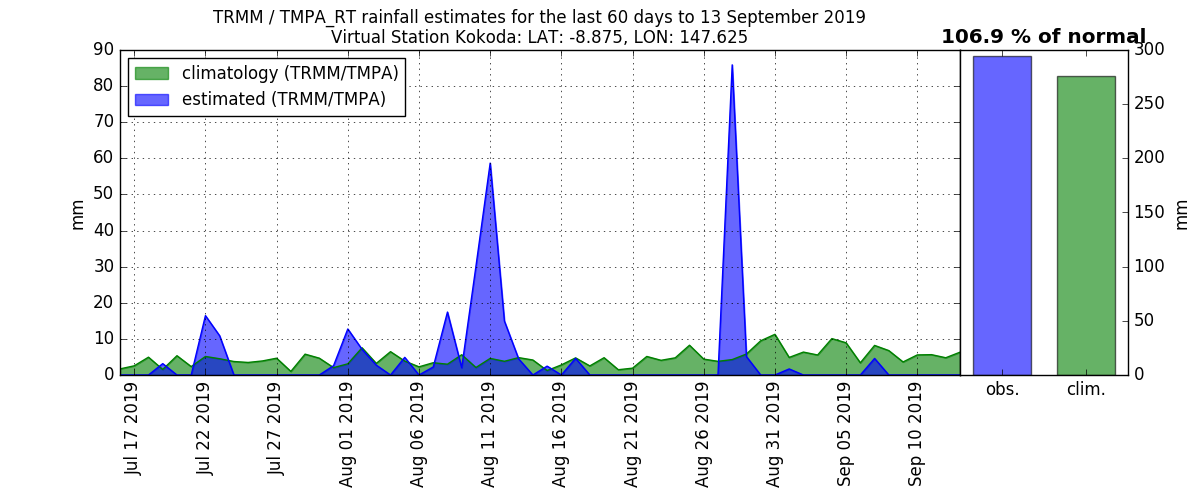 TRMM / TMPA_RT rainfall estimates for the last 60 days to 13 September 2019
Virtual Station Kokoda: LAT: -8.875, LON: 147.625
106.9 % of normal
climatology (TRMM/TMPA)
estimated (TRMM/TMPA)
90
80
70
60
50
40
30
20
10
0
mm
Jul 17 2019
Jul 22 2019
Jul 27 2019
Aug 01 2019
Aug 06 2019
Aug 11 2019
Aug 16 2019
Aug 21 2019
Aug 26 2019
Aug 31 2019
Sep 05 2019
Sep 10 2019
300
250
200
150
100
50
0
mm
obs.
clim.